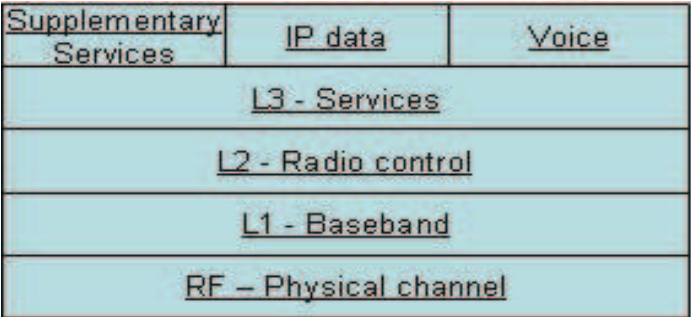 Supplementary
Services
IP data
Voice
L3 - Services
L2 - Radio control
L1 - Baseband
RF – Physical channel